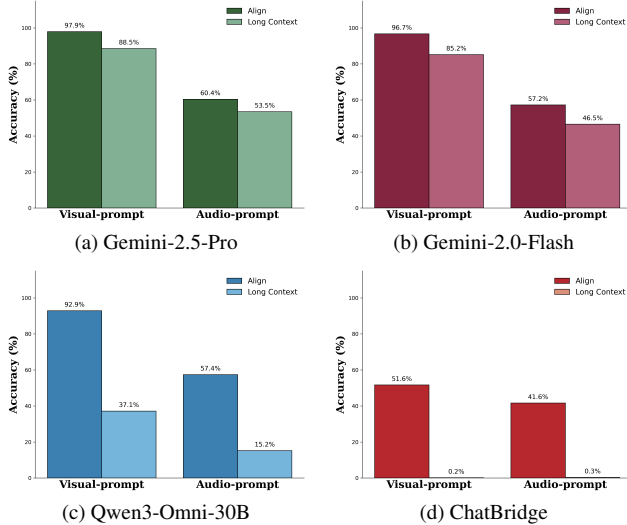 Align
Long Context
97.9%
88.5%
60.4%
53.5%
Accuracy (%)
100
80
60
40
20
0
Visual-prompt Audio-prompt
(a) Gemini-2.5-Pro
Align
Long Context
96.7%
85.2%
57.2%
46.5%
Accuracy (%)
100
80
60
40
20
0
Visual-prompt Audio-prompt
(b) Gemini-2.0-Flash
Align
Long Context
92.9%
37.1%
57.4%
15.2%
Accuracy (%)
100
80
60
40
20
0
Visual-prompt Audio-prompt
(c) Qwen3-Omni-30B
Align
Long Context
51.6%
0.2%
41.6%
0.3%
Accuracy (%)
100
80
60
40
20
0
Visual-prompt Audio-prompt
(d) ChatBridge